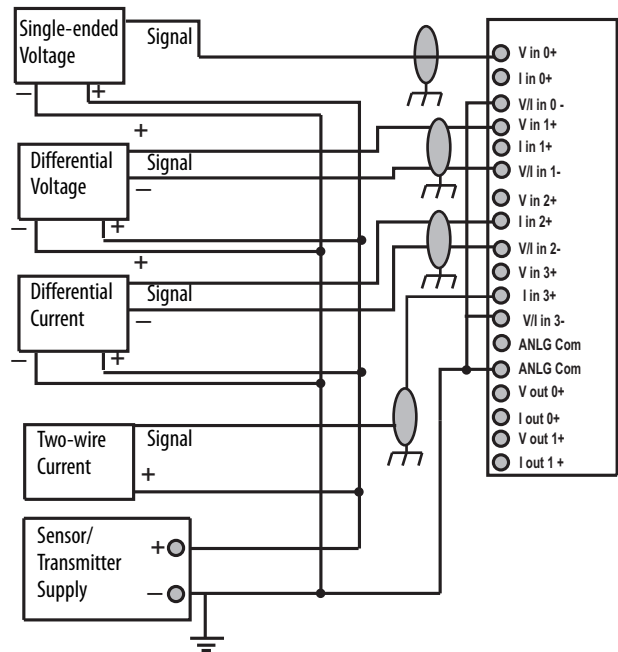 Single-ended
Voltage
Signal
− +
+
Differential
Voltage
Signal
−
− +
+
Differential
Current
Signal
−
− +
Two-wire
Current
Signal
+
Sensor/
Transmitter
Supply
+
−
V in 0+
I in 0+
V/I in 0 -
V in 1+
I in 1+
V/I in 1-
V in 2+
I in 2+
V/I in 2-
V in 3+
I in 3+
V/I in 3-
ANLG Com
ANLG Com
V out 0+
I out 0+
V out 1+
I out 1 +